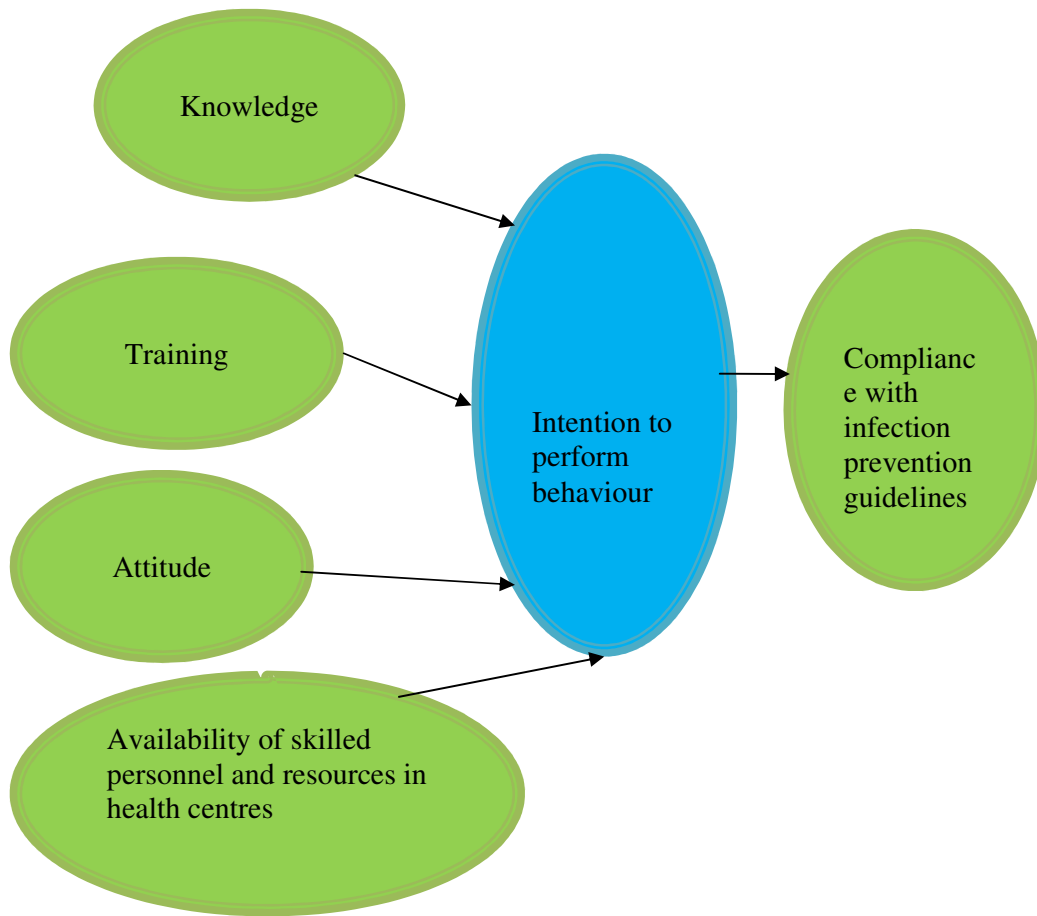 Knowledge
Training
Attitude
Availability of skilled
personnel and resources in
health centres
Intention to
perform
behaviour
Complianc
e with
infection
prevention
guidelines